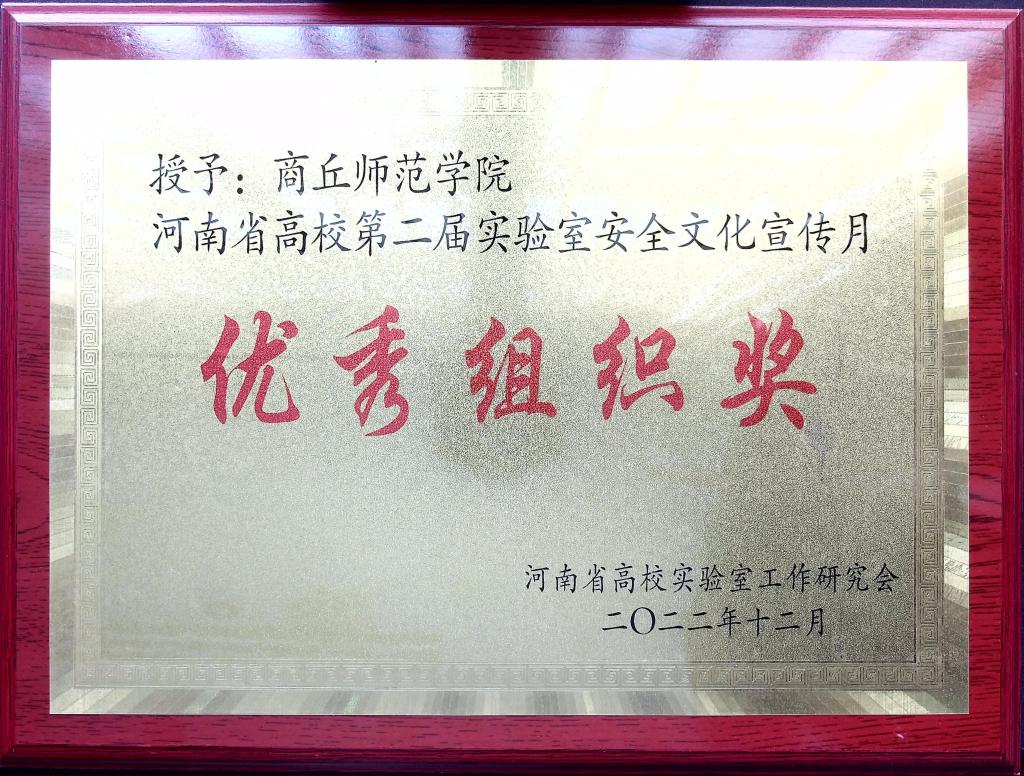 授予：商丘师范学院
河南省高校第二届实验室安全文化宣传月
优秀组织奖
河南省高校实验室工作研究会
二〇二二年十二月